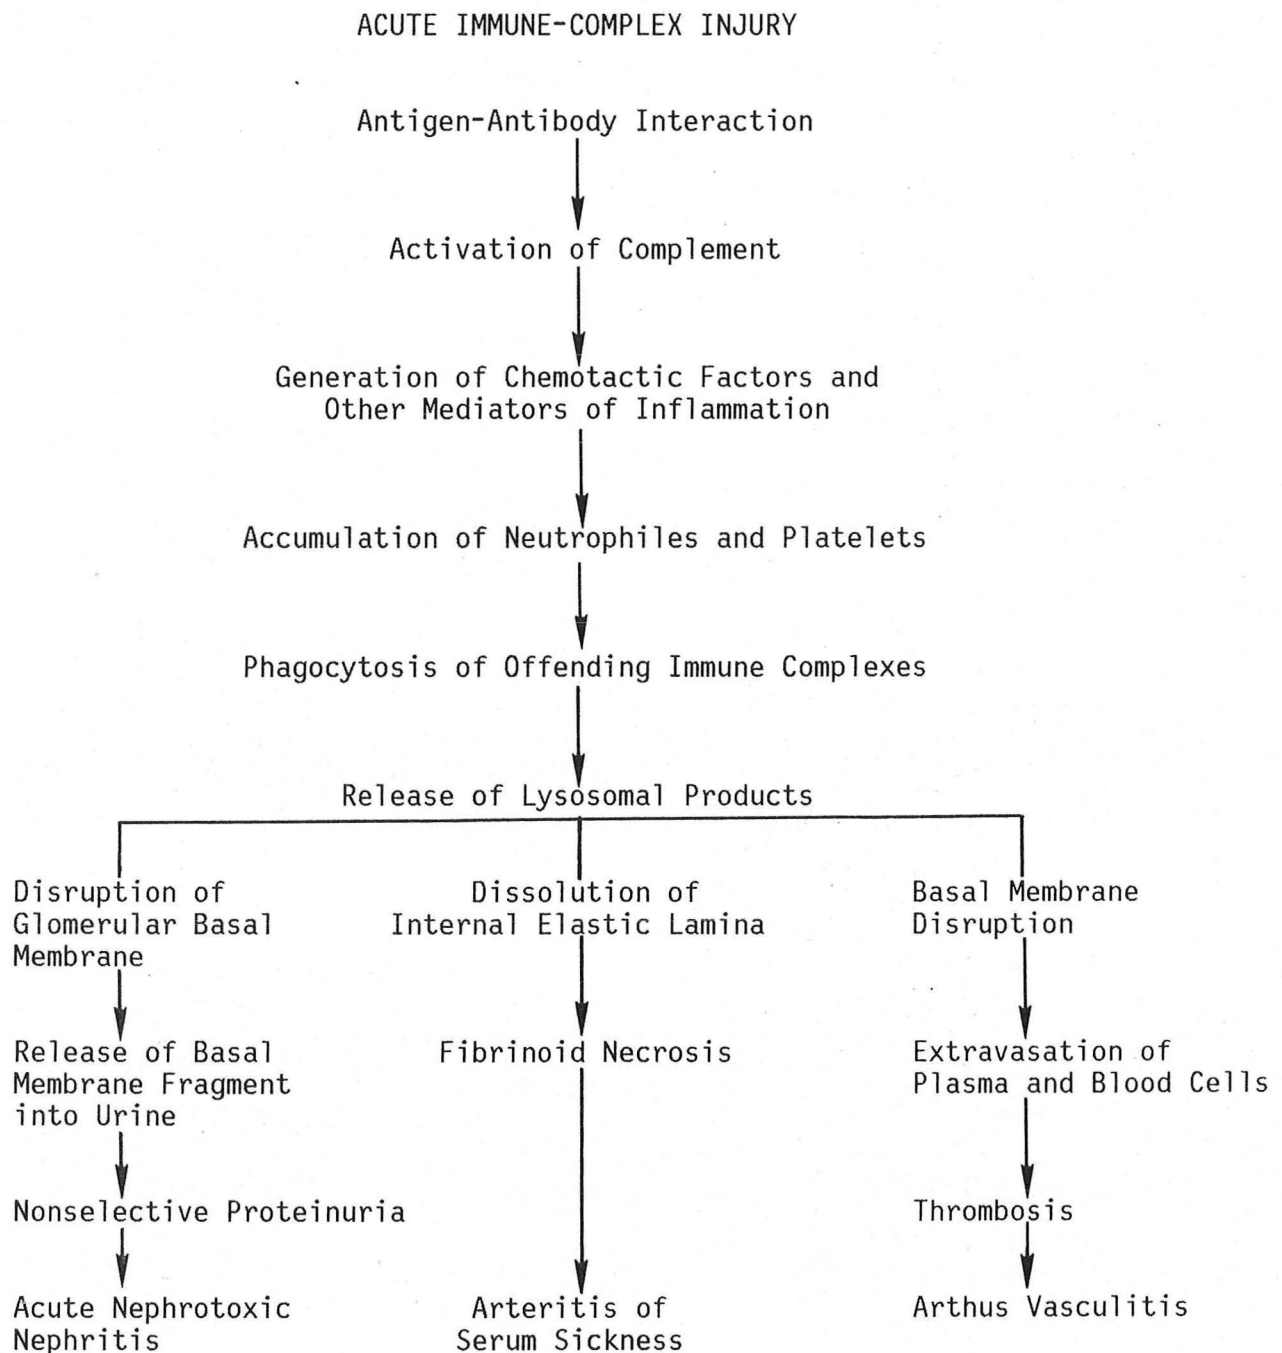 ACUTE IMMUNE-COMPLEX INJURY
Antigen-Antibody Interaction
Activation of Complement
Generation of Chemotactic Factors and
Other Mediators of Inflammation
Accumulation of Neutrophiles and Platelets
Phagocytosis of Offending Immune Complexes
Release of Lysosomal Products
Disruption of
Glomerular Basal
Membrane
Release of Basal
Membrane Fragment
into Urine
Nonselective Proteinuria
Acute Nephrotoxic
Nephritis
Dissolution of
Internal Elastic Lamina
Fibrinoid Necrosis
Arteritis of
Serum Sickness
Basal Membrane
Disruption
Extravasation of
Plasma and Blood Cells
Thrombosis
Arthus Vasculitis